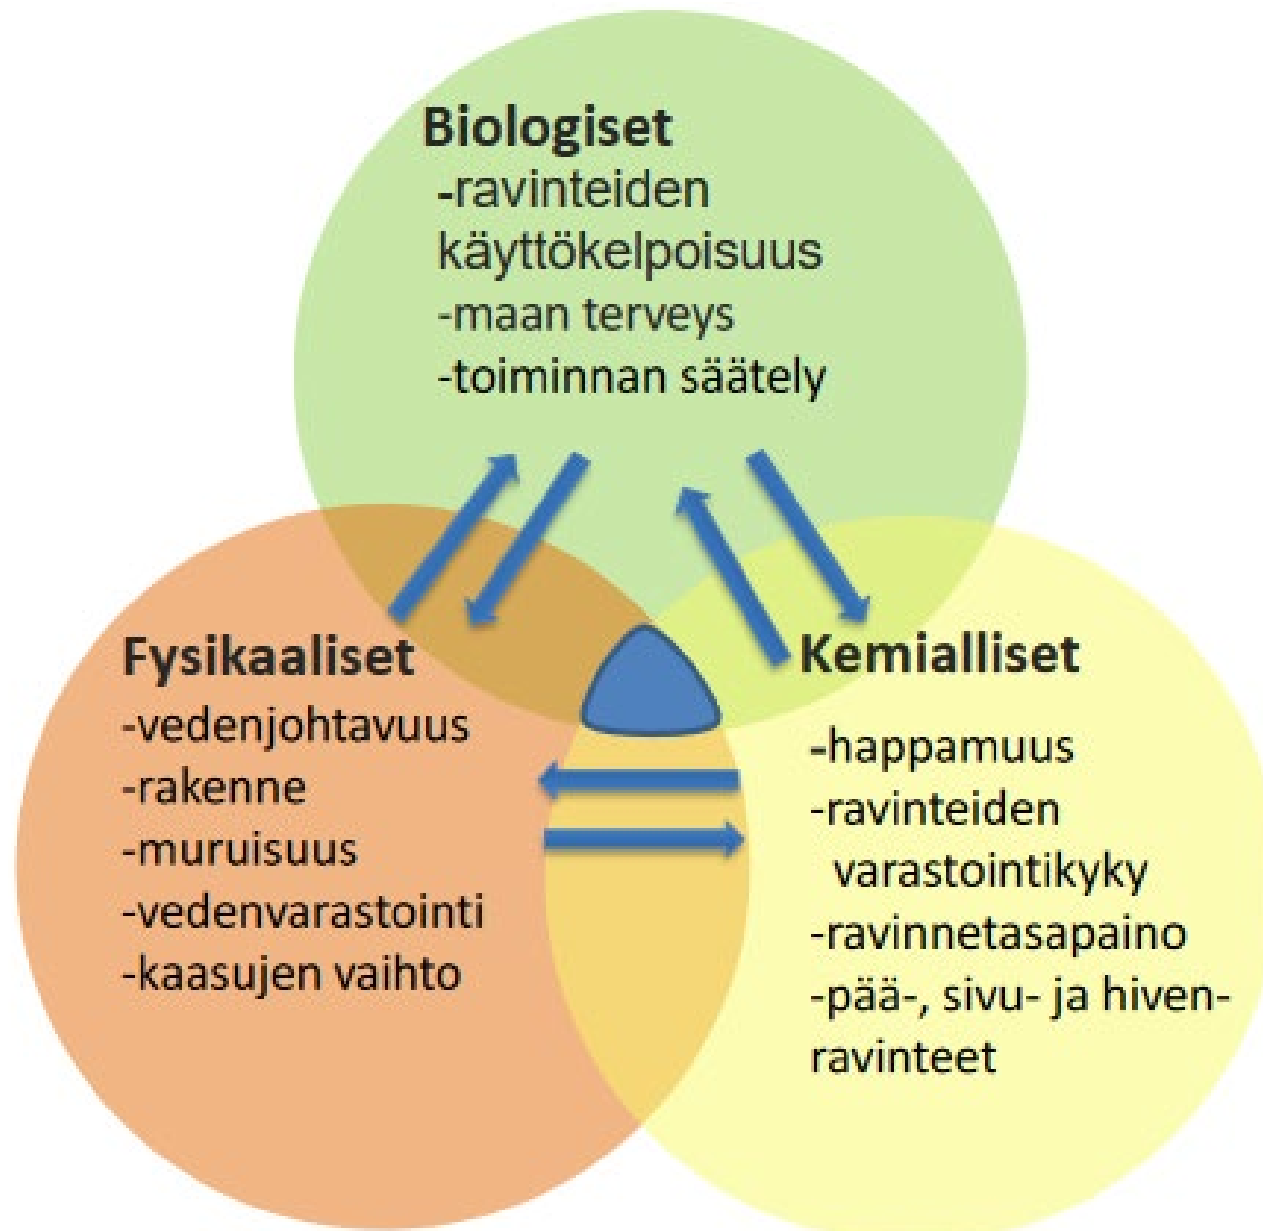 Biologiset
-ravinteiden
käyttökelpoisuus
-maan terveys
-toiminnan säätely
Fysikaaliset
-vedenjohtavuus
-rakenne
-muruisuus
-vedenvarastointi
-kaasujen vaihto
Kemialliset
-happamuus
-ravinteiden
varastointikyky
-ravinnetasapaino
-pää-, sivu- ja hiven-
ravinteet